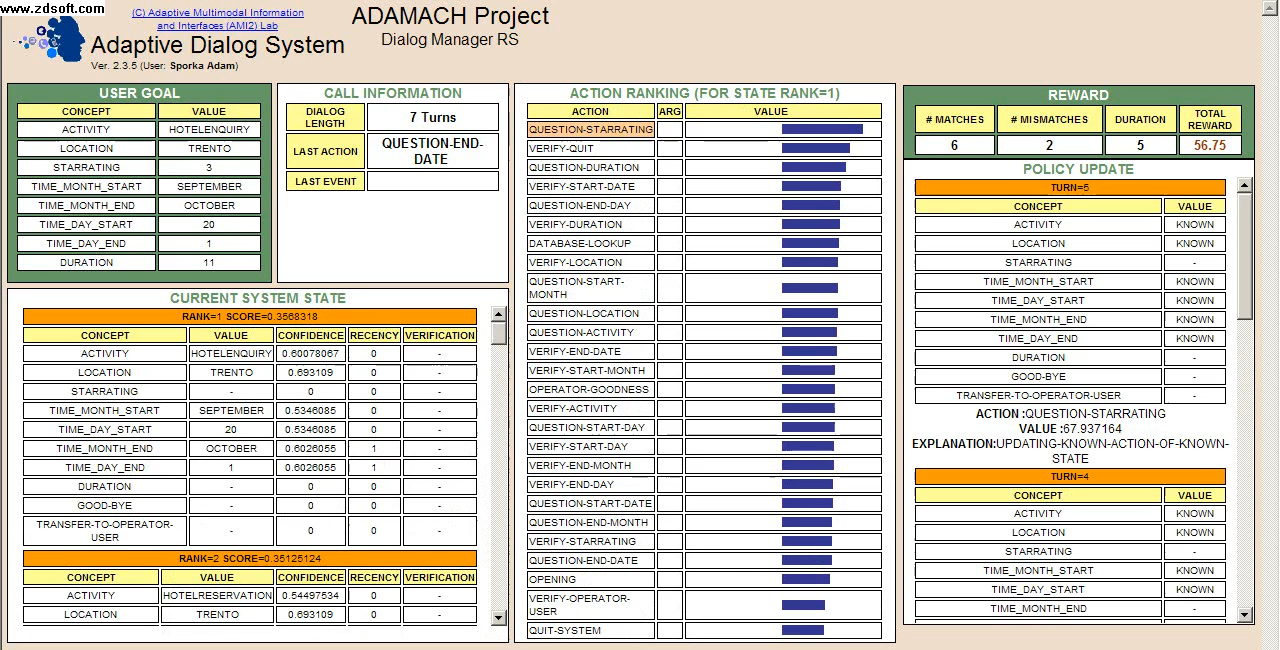 www.zdsoft.com
(C) Adaptive Multimodal Information
and Interfaces (AMI2) Lab
Adaptive Dialog System
Ver. 2.3.5 (User: Sporka Adam)
ADAMACH Project
Dialog Manager RS
USER GOAL
CONCEPT VALUE
ACTIVITY HOTELENQUIRY
LOCATION TRENTO
STARRATING 3
TIME_MONTH_START SEPTEMBER
TIME_MONTH_END OCTOBER
TIME_DAY_START 20
TIME_DAY_END 1
DURATION 11
CALL INFORMATION
DIALOG LENGTH 7 Turns
LAST ACTION QUESTION-END-DATE
LAST EVENT
CURRENT SYSTEM STATE
RANK=1 SCORE=0.3568318
CONCEPT VALUE CONFIDENCE RECENCY VERIFICATION
ACTIVITY HOTELENQUIRY 0.60078067 0 -
LOCATION TRENTO 0.693109 0 -
STARRATING - 0 0 -
TIME_MONTH_START SEPTEMBER 0.5346085 0 -
TIME_DAY_START 20 0.5346085 0 -
TIME_MONTH_END OCTOBER 0.6026055 1 -
TIME_DAY_END 1 0.6026055 1 -
DURATION - 0 0 -
GOOD-BYE - 0 0 -
TRANSFER-TO-OPERATOR-USER - 0 0 -
RANK=2 SCORE=0.35125124
CONCEPT VALUE CONFIDENCE RECENCY VERIFICATION
ACTIVITY HOTELRESERVATION 0.54497534 0 -
LOCATION TRENTO 0.693109 0 -
ACTION RANKING (FOR STATE RANK=1)
ACTION ARG VALUE
QUESTION-STARRATING
VERIFY-QUIT
QUESTION-DURATION
VERIFY-START-DATE
QUESTION-END-DAY
VERIFY-DURATION
DATABASE-LOOKUP
VERIFY-LOCATION
QUESTION-START-MONTH
QUESTION-LOCATION
QUESTION-ACTIVITY
VERIFY-END-DATE
VERIFY-START-MONTH
OPERATOR-GOODNESS
VERIFY-ACTIVITY
QUESTION-START-DAY
VERIFY-START-DAY
VERIFY-END-MONTH
VERIFY-END-DAY
QUESTION-START-DATE
QUESTION-END-MONTH
VERIFY-STARRATING
QUESTION-END-DATE
OPENING
VERIFY-OPERATOR-USER
QUIT-SYSTEM
REWARD
# MATCHES # MISMATCHES DURATION TOTAL REWARD
6 2 5 56.75
POLICY UPDATE
TURN=5
CONCEPT VALUE
ACTIVITY KNOWN
LOCATION KNOWN
STARRATING -
TIME_MONTH_START KNOWN
TIME_DAY_START KNOWN
TIME_MONTH_END KNOWN
TIME_DAY_END KNOWN
DURATION -
GOOD-BYE -
TRANSFER-TO-OPERATOR-USER -
ACTION :QUESTION-STARRATING
VALUE :67.937164
EXPLANATION:UPDATING-KNOWN-ACTION-OF-KNOWN-
STATE
TURN=4
CONCEPT VALUE
ACTIVITY KNOWN
LOCATION KNOWN
STARRATING -
TIME_MONTH_START KNOWN
TIME_DAY_START KNOWN
TIME_MONTH_END -